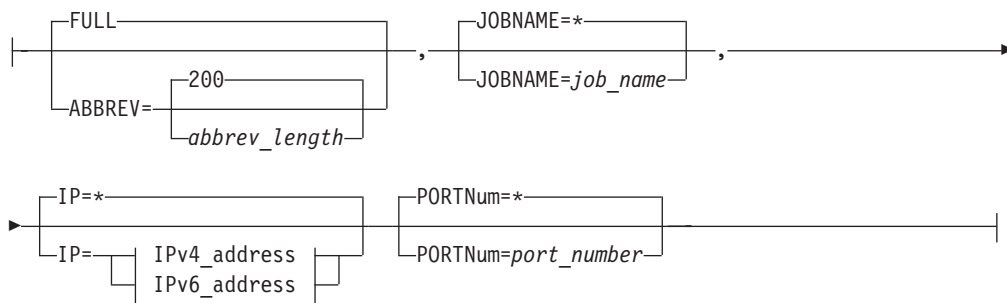 FULL
JOBNAME=*
,
,
200
JOBNAME=job_name
ABBREV=
abbrev_length
IP=*
PORTNum=*
IP=
IPv4_address
PORTNum=port_number
IPv6_address